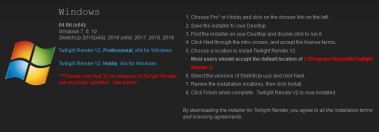 Windows
64 Bit (x64):
Windows 7, 8, 10
SketchUp 2015(x64), 2016 (x64), 2017, 2018, 2019
Twilight Render V2, Professional, x64 for Windows
Twilight Render V2, Hobby, x64 for Windows
***Please note that 32 bit releases of Twilight Render are no longer updated. See below.
1. Choose Pro* or Hobby and click on the chosen link on the left.
2. Save the installer to your Desktop.
3. Find the installer on your Desktop and double click to run it.
4. Click Next through the intro screen, and accept the license terms.
5. Choose a location to install Twilight Render V2.
Most users should accept the default location of C:\Program Files(x86)\Twilight
Render 2.
6. Select the versions of SketchUp to use and click Next.
7. Review the installation locations, then click Install.
8. Click Finish when complete. Twilight Render V2 is now installed.
By downloading the installer for Twilight Render, you agree to all the installation terms
and licensing agreements.